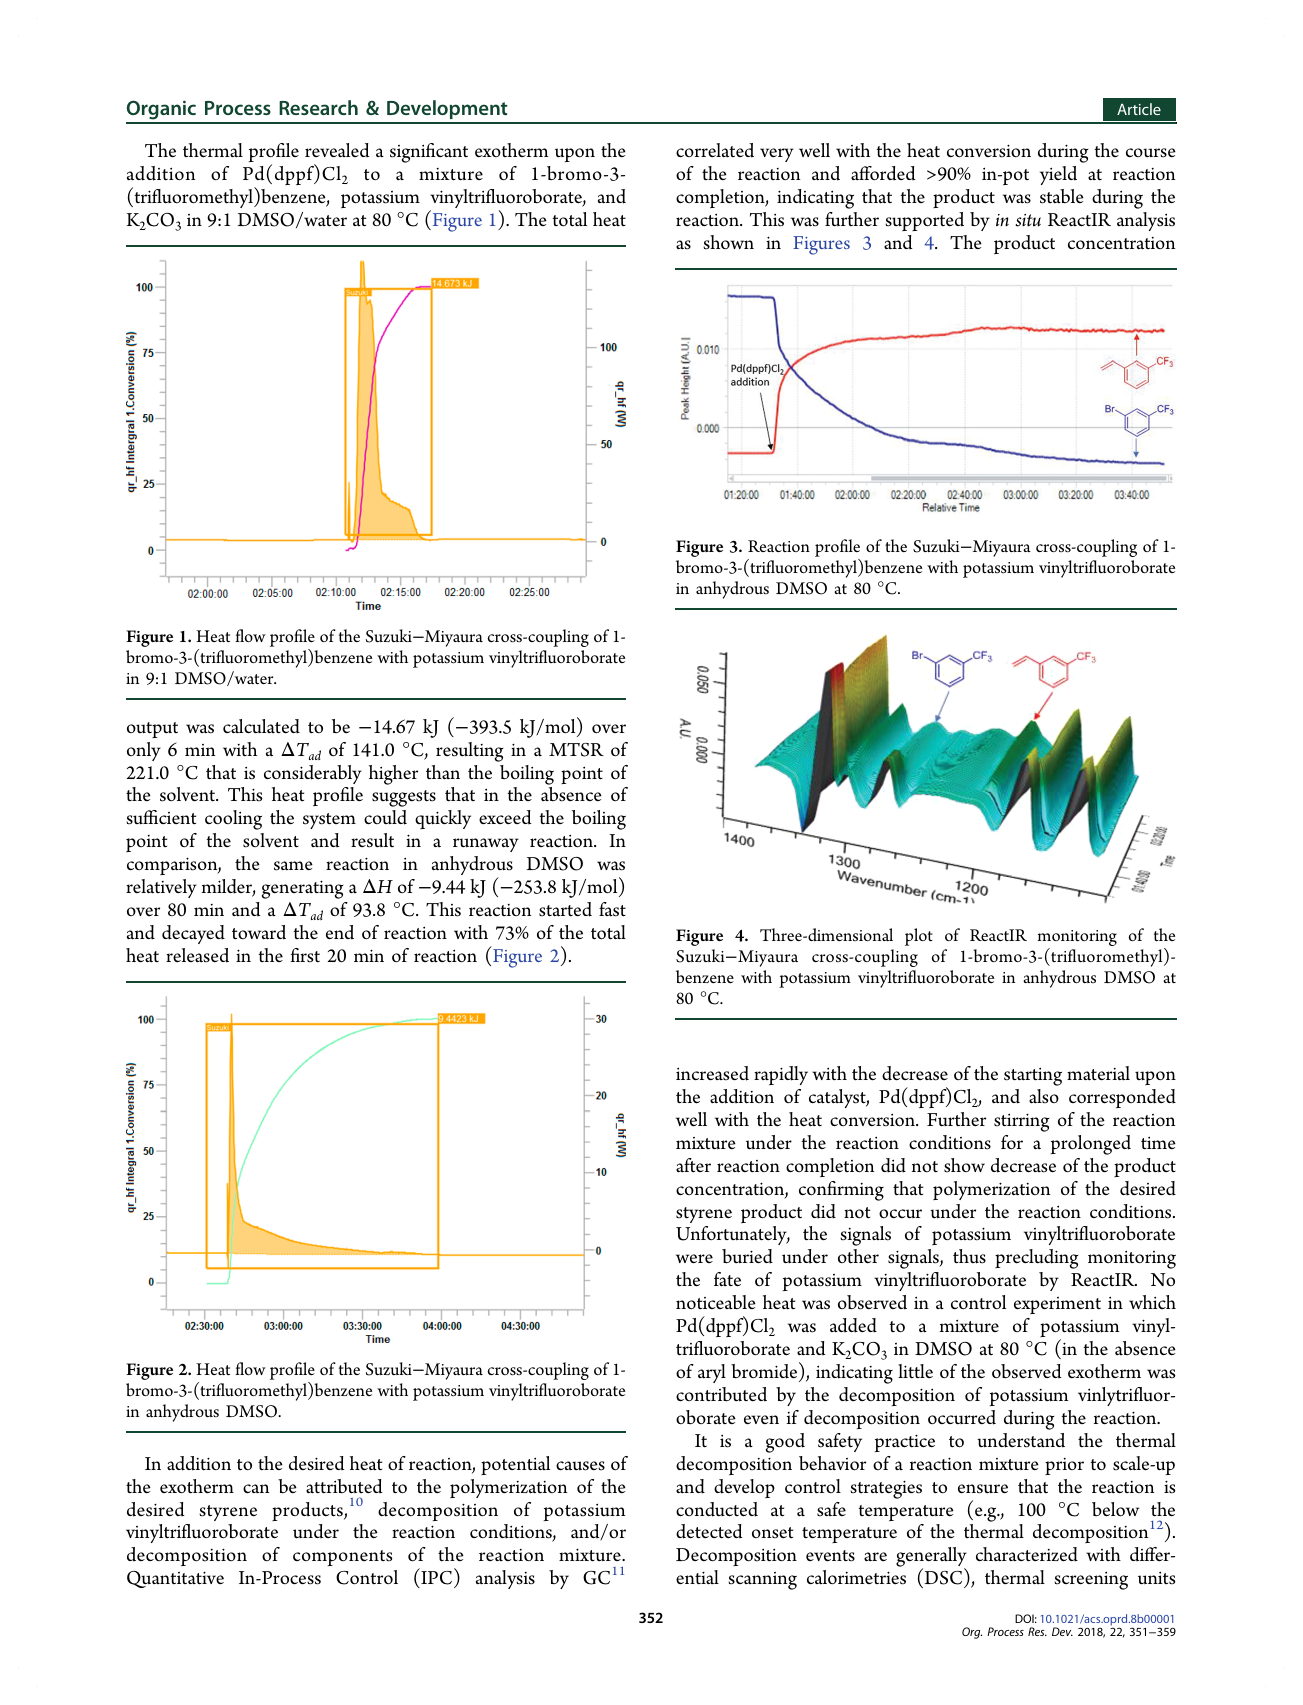 Organic Process Research & Development
Article
The thermal profile revealed a significant exotherm upon the
addition of Pd(dppf)Cl2 to a mixture of 1-bromo-3-
(trifluoromethyl)benzene, potassium vinyltrifluoroborate, and
K2CO3 in 9:1 DMSO/water at 80 °C (Figure 1). The total heat
14.673 kJ
Suzuki
100
75
50
25
0
qr_hf Intergral 1.Conversion (%)
100
50
0
qr_hf (W)
02:00:00 02:05:00 02:10:00 02:15:00 02:20:00 02:25:00
Time
Figure 1. Heat flow profile of the Suzuki−Miyaura cross-coupling of 1-
bromo-3-(trifluoromethyl)benzene with potassium vinyltrifluoroborate
in 9:1 DMSO/water.
output was calculated to be −14.67 kJ (−393.5 kJ/mol) over
only 6 min with a ΔTad of 141.0 °C, resulting in a MTSR of
221.0 °C that is considerably higher than the boiling point of
the solvent. This heat profile suggests that in the absence of
sufficient cooling the system could quickly exceed the boiling
point of the solvent and result in a runaway reaction. In
comparison, the same reaction in anhydrous DMSO was
relatively milder, generating a ΔH of −9.44 kJ (−253.8 kJ/mol)
over 80 min and a ΔTad of 93.8 °C. This reaction started fast
and decayed toward the end of reaction with 73% of the total
heat released in the first 20 min of reaction (Figure 2).
9.4423 kJ
Suzuki
100
75
50
25
0
qr_hf Integral 1.Conversion (%)
30
20
10
0
qr_hf (W)
02:30:00 03:00:00 03:30:00 04:00:00 04:30:00
Time
Figure 2. Heat flow profile of the Suzuki−Miyaura cross-coupling of 1-
bromo-3-(trifluoromethyl)benzene with potassium vinyltrifluoroborate
in anhydrous DMSO.
In addition to the desired heat of reaction, potential causes of
the exotherm can be attributed to the polymerization of the
desired styrene products,10 decomposition of potassium
vinyltrifluoroborate under the reaction conditions, and/or
decomposition of components of the reaction mixture.
Quantitative In-Process Control (IPC) analysis by GC11
correlated very well with the heat conversion during the course
of the reaction and afforded >90% in-pot yield at reaction
completion, indicating that the product was stable during the
reaction. This was further supported by in situ ReactIR analysis
as shown in Figures 3 and 4. The product concentration
Peak Height [A.U.]
0.010
0.000
Pd(dppf)Cl2
addition
CF3
Br
CF3
01:20:00 01:40:00 02:00:00 02:20:00 02:40:00 03:00:00 03:20:00 03:40:00
Relative Time
Figure 3. Reaction profile of the Suzuki−Miyaura cross-coupling of 1-
bromo-3-(trifluoromethyl)benzene with potassium vinyltrifluoroborate
in anhydrous DMSO at 80 °C.
Br
CF3
CF3
0.050
0.000
A.U.
1400
1300
1200
Wavenumber (cm-1)
01:40:00
03:20:00
Time
Figure 4. Three-dimensional plot of ReactIR monitoring of the
Suzuki−Miyaura cross-coupling of 1-bromo-3-(trifluoromethyl)-
benzene with potassium vinyltrifluoroborate in anhydrous DMSO at
80 °C.
increased rapidly with the decrease of the starting material upon
the addition of catalyst, Pd(dppf)Cl2, and also corresponded
well with the heat conversion. Further stirring of the reaction
mixture under the reaction conditions for a prolonged time
after reaction completion did not show decrease of the product
concentration, confirming that polymerization of the desired
styrene product did not occur under the reaction conditions.
Unfortunately, the signals of potassium vinyltrifluoroborate
were buried under other signals, thus precluding monitoring
the fate of potassium vinyltrifluoroborate by ReactIR. No
noticeable heat was observed in a control experiment in which
Pd(dppf)Cl2 was added to a mixture of potassium vinyl-
trifluoroborate and K2CO3 in DMSO at 80 °C (in the absence
of aryl bromide), indicating little of the observed exotherm was
contributed by the decomposition of potassium vinlytrifluor-
oborate even if decomposition occurred during the reaction.
It is a good safety practice to understand the thermal
decomposition behavior of a reaction mixture prior to scale-up
and develop control strategies to ensure that the reaction is
conducted at a safe temperature (e.g., 100 °C below the
detected onset temperature of the thermal decomposition12).
Decomposition events are generally characterized with differ-
ential scanning calorimetries (DSC), thermal screening units
352
DOI: 10.1021/acs.oprd.8b00001
Org. Process Res. Dev. 2018, 22, 351−359